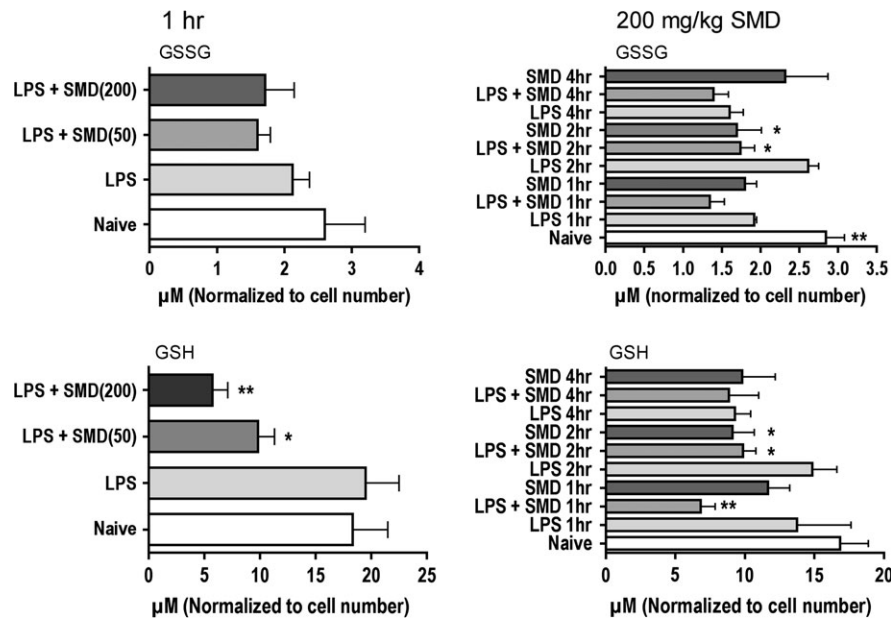 1 hr
GSSG
LPS + SMD(200)
LPS + SMD(50)
LPS
Naive
0 1 2 3 4
µM (Normalized to cell number)
200 mg/kg SMD
GSSG
SMD 4hr
LPS + SMD 4hr
LPS 4hr
SMD 2hr *
LPS + SMD 2hr *
LPS 2hr
SMD 1hr
LPS + SMD 1hr
LPS 1hr
Naive **
0.0 0.5 1.0 1.5 2.0 2.5 3.0 3.5
µM (normalized to cell number)
GSH
LPS + SMD(200) **
LPS + SMD(50) *
LPS
Naive
0 5 10 15 20 25
µM (Normalized to cell number)
GSH
SMD 4hr
LPS + SMD 4hr
LPS 4hr
SMD 2hr *
LPS + SMD 2hr *
LPS 2hr
SMD 1hr
LPS + SMD 1hr **
LPS 1hr
Naive
0 5 10 15 20
µM (Normalized to cell number)